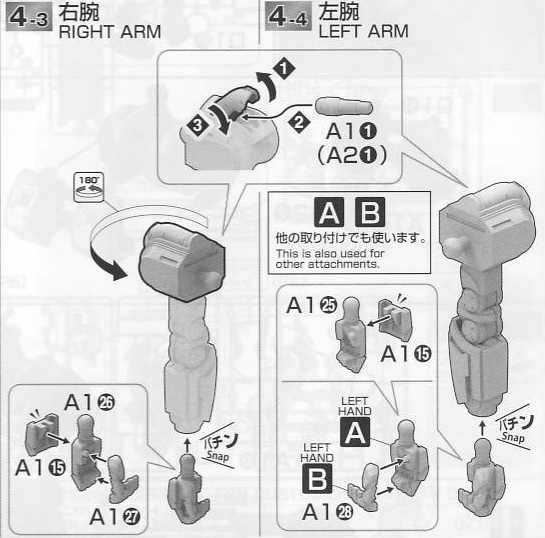 4-3 右腕
RIGHT ARM
4-4 左腕
LEFT ARM
1
3
2
A1❶
(A2❶)
180°
A B
他の取り付けでも使います。
This is also used for
other attachments.
A1㉕
A1⑮
A1㉖
A1⑮
A1㉗
パチン
Snap
LEFT
HAND
A
LEFT
HAND
B
A1㉘
パチン
Snap